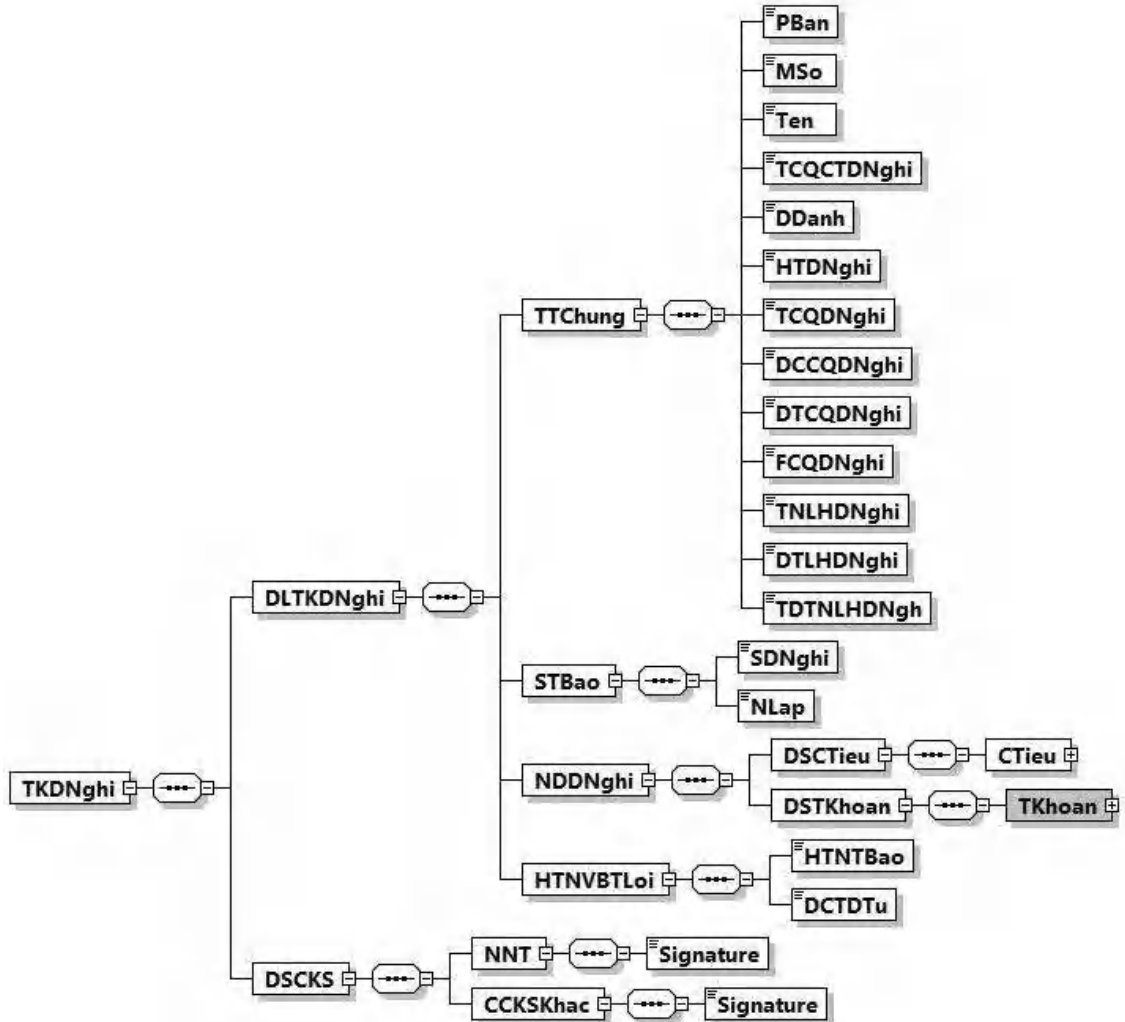 PBan
MSo
Ten
TCQCTDNghi
DDanh
HTDNghi
TTChung
TCQDNghi
DCCQDNghi
DTCQDNghi
FCQDNghi
TNLHDNghi
DTLHDNghi
DLTKDNghi
TDTNLHDNgh
SDNghi
STBao
NLap
DSCTieu
CTieu
TKDNghi
NDDNghi
DSTKhoan
TKhoan
HTNTBao
HTNVBTLoi
DCTDTu
NNT
Signature
DSCKS
CCKSKhac
Signature